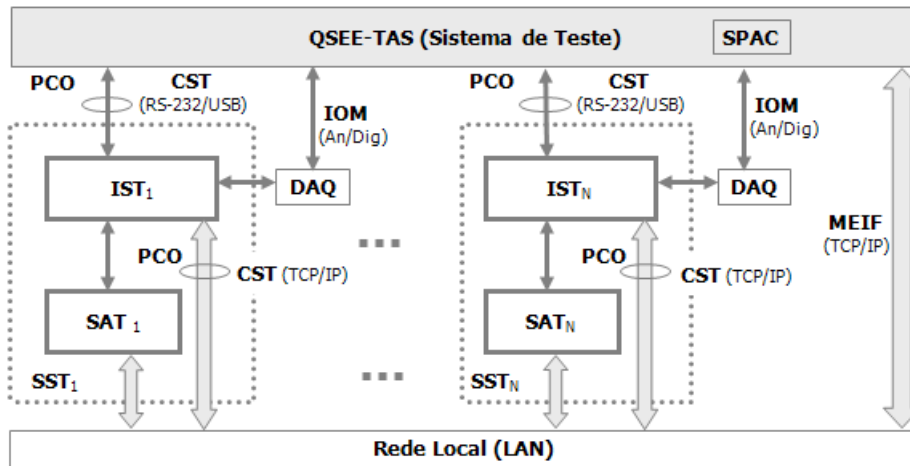 QSEE-TAS (Sistema de Teste) SPAC
PCO CST PCO CST
(RS-232/USB) IOM (RS-232/USB) IOM
(An/Dig) (An/Dig)
IST1 DAQ ISTN DAQ
MEIF
(TCP/IP)
PCO PCO
CST (TCP/IP) CST (TCP/IP)
SAT 1 SATN
SST1 SSTN
Rede Local (LAN)